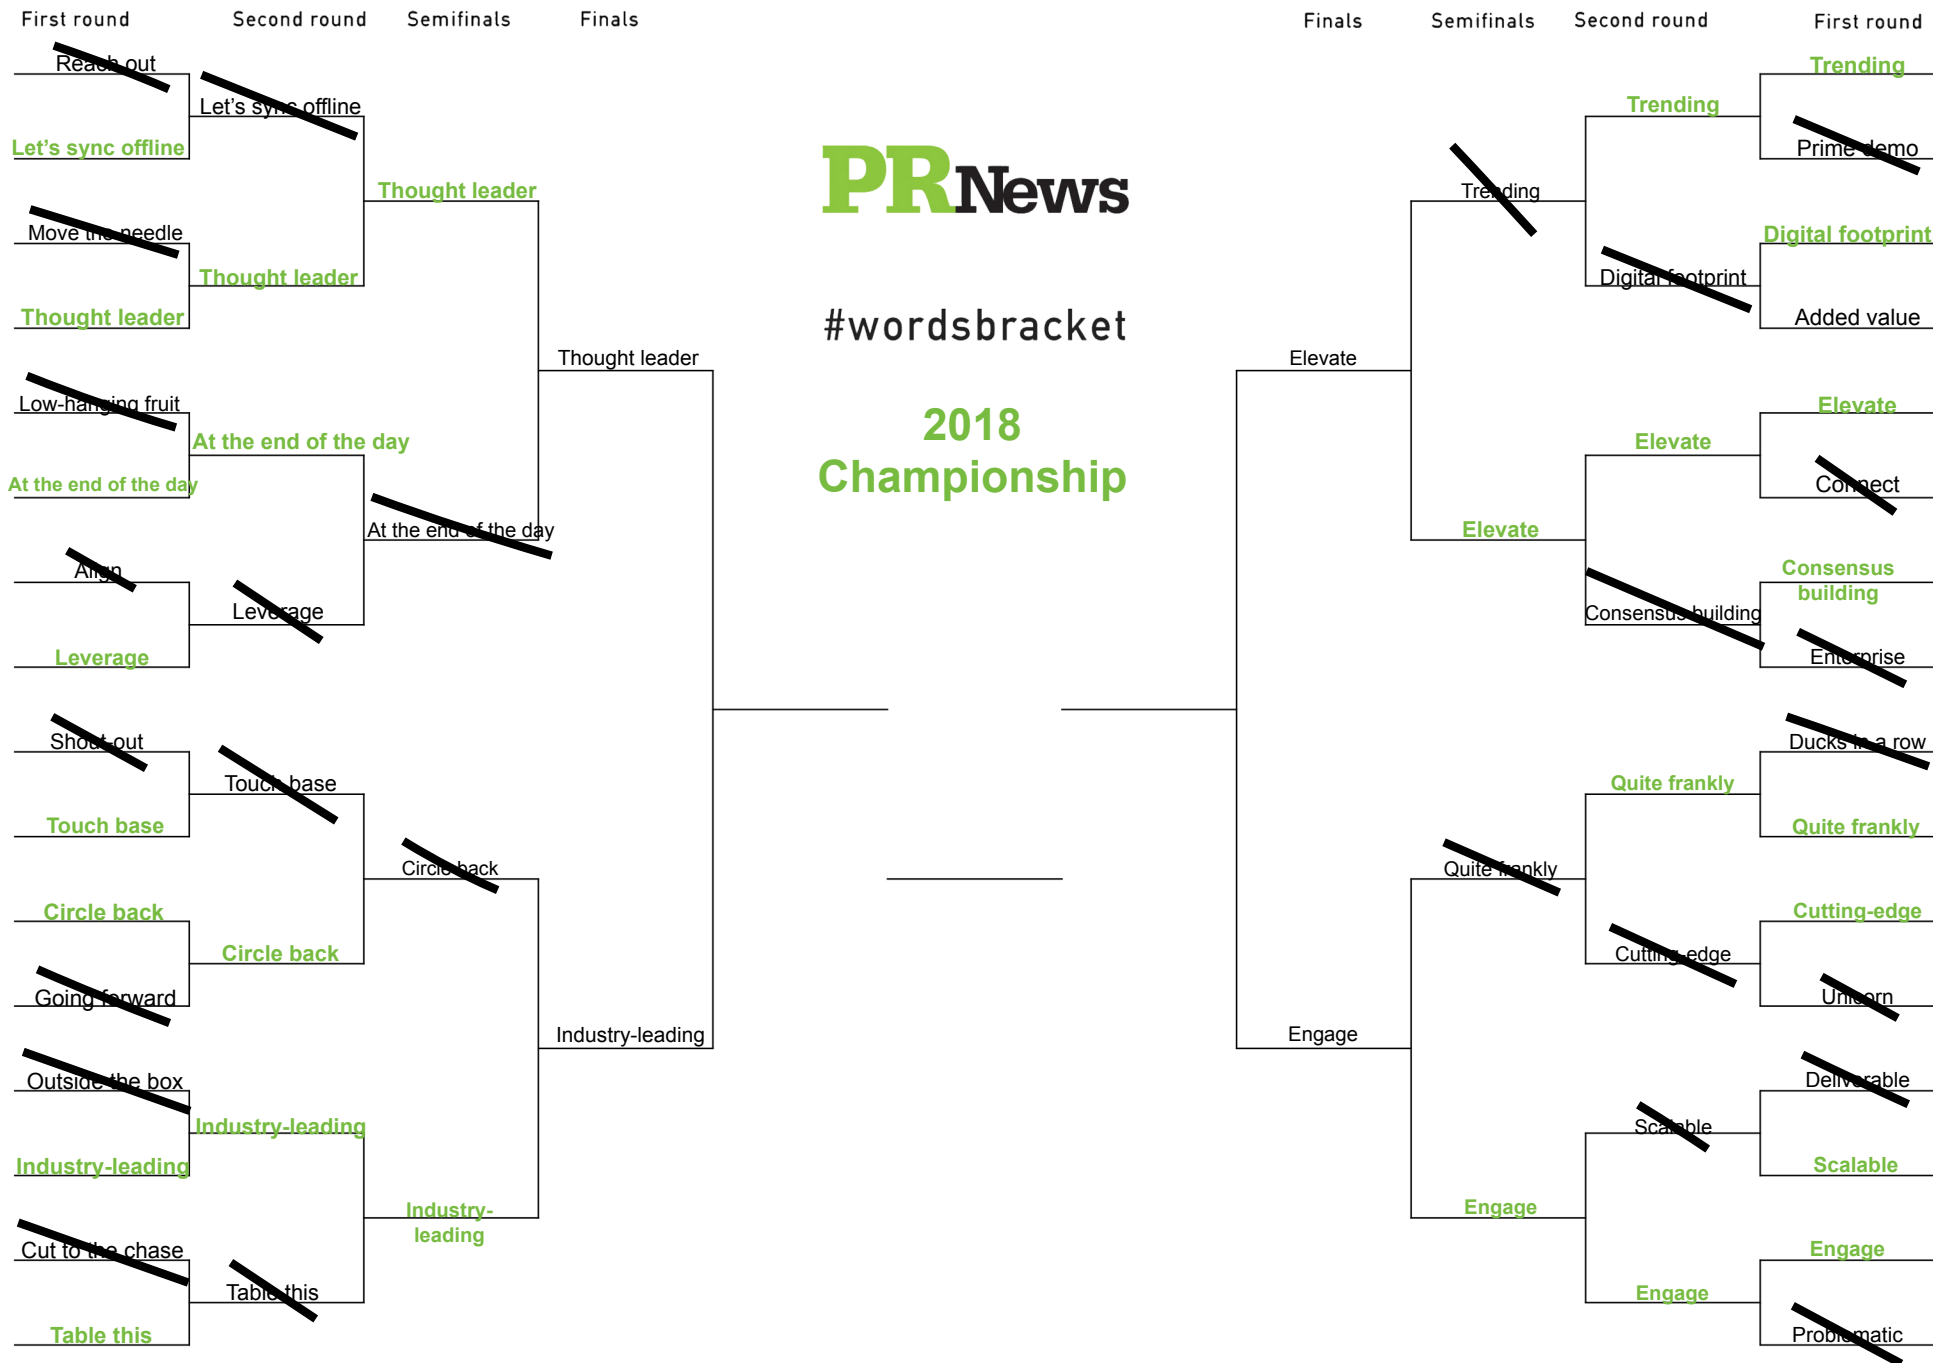 First round
Second round
Semifinals
Finals
Finals
Semifinals
Second round
First round
Reach out
Let's sync offline
Move the needle
Thought leader
Low-hanging fruit
At the end of the day
Align
Leverage
Shout-out
Touch base
Circle back
Going forward
Outside the box
Industry-leading
Cut to the chase
Table this
Let's sync offline
Thought leader
At the end of the day
Leverage
Touch base
Circle back
Industry-leading
Table this
Thought leader
At the end of the day
Circle back
Industry-
leading
Thought leader
Industry-leading
PRNews
#wordsbracket
2018
Championship
Elevate
Engage
Trending
Elevate
Quite frankly
Engage
Trending
Digital footprint
Elevate
Consensus building
Quite frankly
Cutting-edge
Scalable
Engage
Trending
Prime demo
Digital footprint
Added value
Elevate
Connect
Consensus
building
Enterprise
Ducks in a row
Quite frankly
Cutting-edge
Unicorn
Deliverable
Scalable
Engage
Problematic